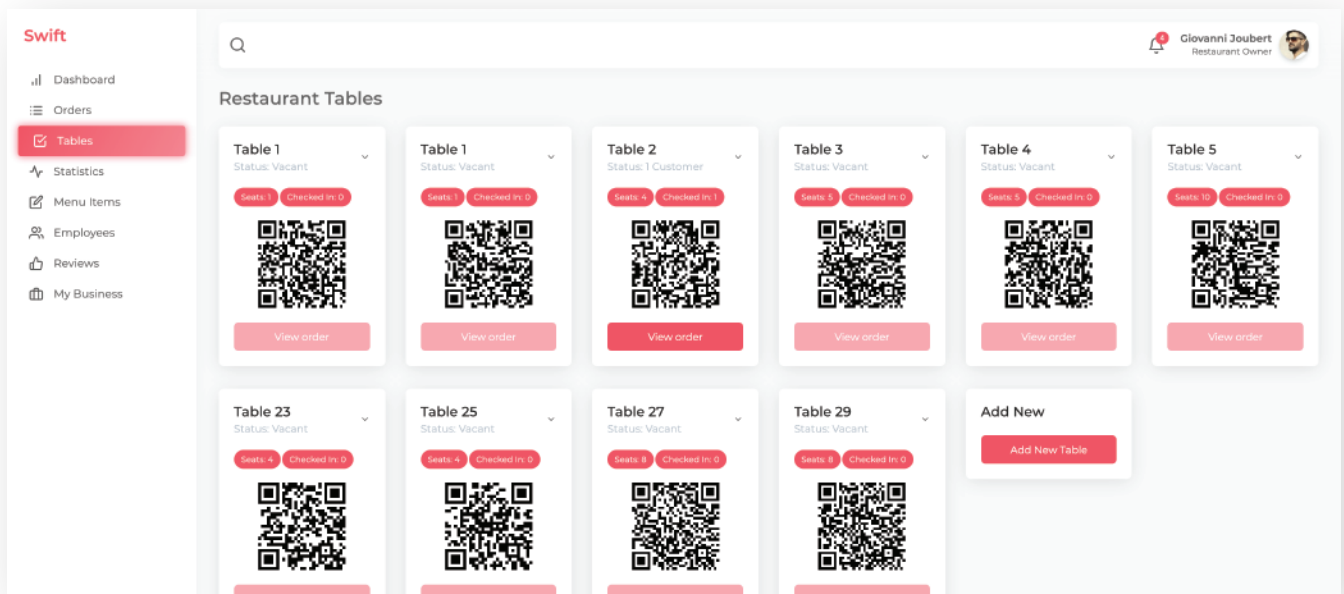 Swift
Dashboard
Orders
Tables
Statistics
Menu Items
Employees
Reviews
My Business
4
Giovanni Joubert
Restaurant Owner
Restaurant Tables
Table 1
Status: Vacant
Seats: 1 Checked In: 0
View order
Table 1
Status: Vacant
Seats: 1 Checked In: 0
View order
Table 2
Status: 1 Customer
Seats: 4 Checked In: 1
View order
Table 3
Status: Vacant
Seats: 5 Checked In: 0
View order
Table 4
Status: Vacant
Seats: 5 Checked In: 0
View order
Table 5
Status: Vacant
Seats: 10 Checked In: 0
View order
Table 23
Status: Vacant
Seats: 4 Checked In: 0
Table 25
Status: Vacant
Seats: 4 Checked In: 0
Table 27
Status: Vacant
Seats: 8 Checked In: 0
Table 29
Status: Vacant
Seats: 8 Checked In: 0
Add New
Add New Table